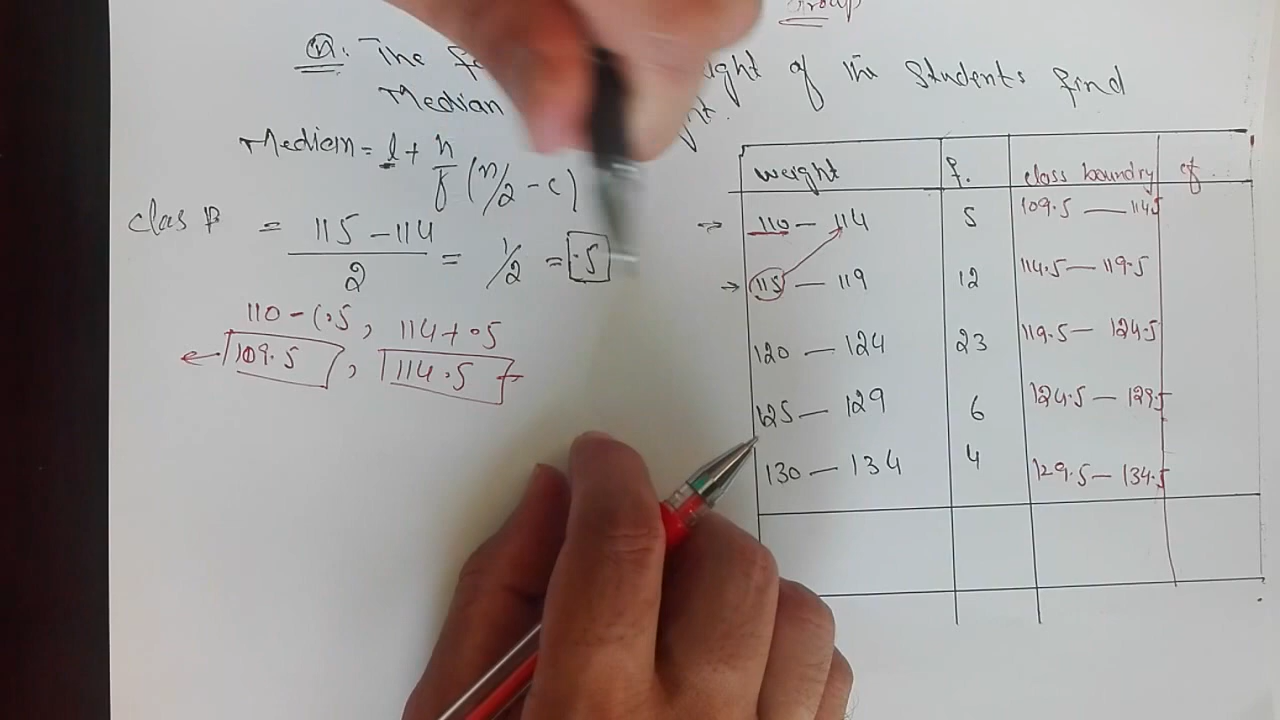 Group
Q. The ight of the Students find
Median
Median = l + h/f (n/2 - c)
Clas B = 115 - 114 / 2 = 1/2 = .5
110 - (.5, 114 + .5
109.5, 114.5
weight f. class boundry cf.
110 — 114 5 109.5 — 114.5
115 — 119 12 114.5 — 119.5
120 — 124 23 119.5 — 124.5
125 — 129 6 124.5 — 129.5
130 — 134 4 129.5 — 134.5